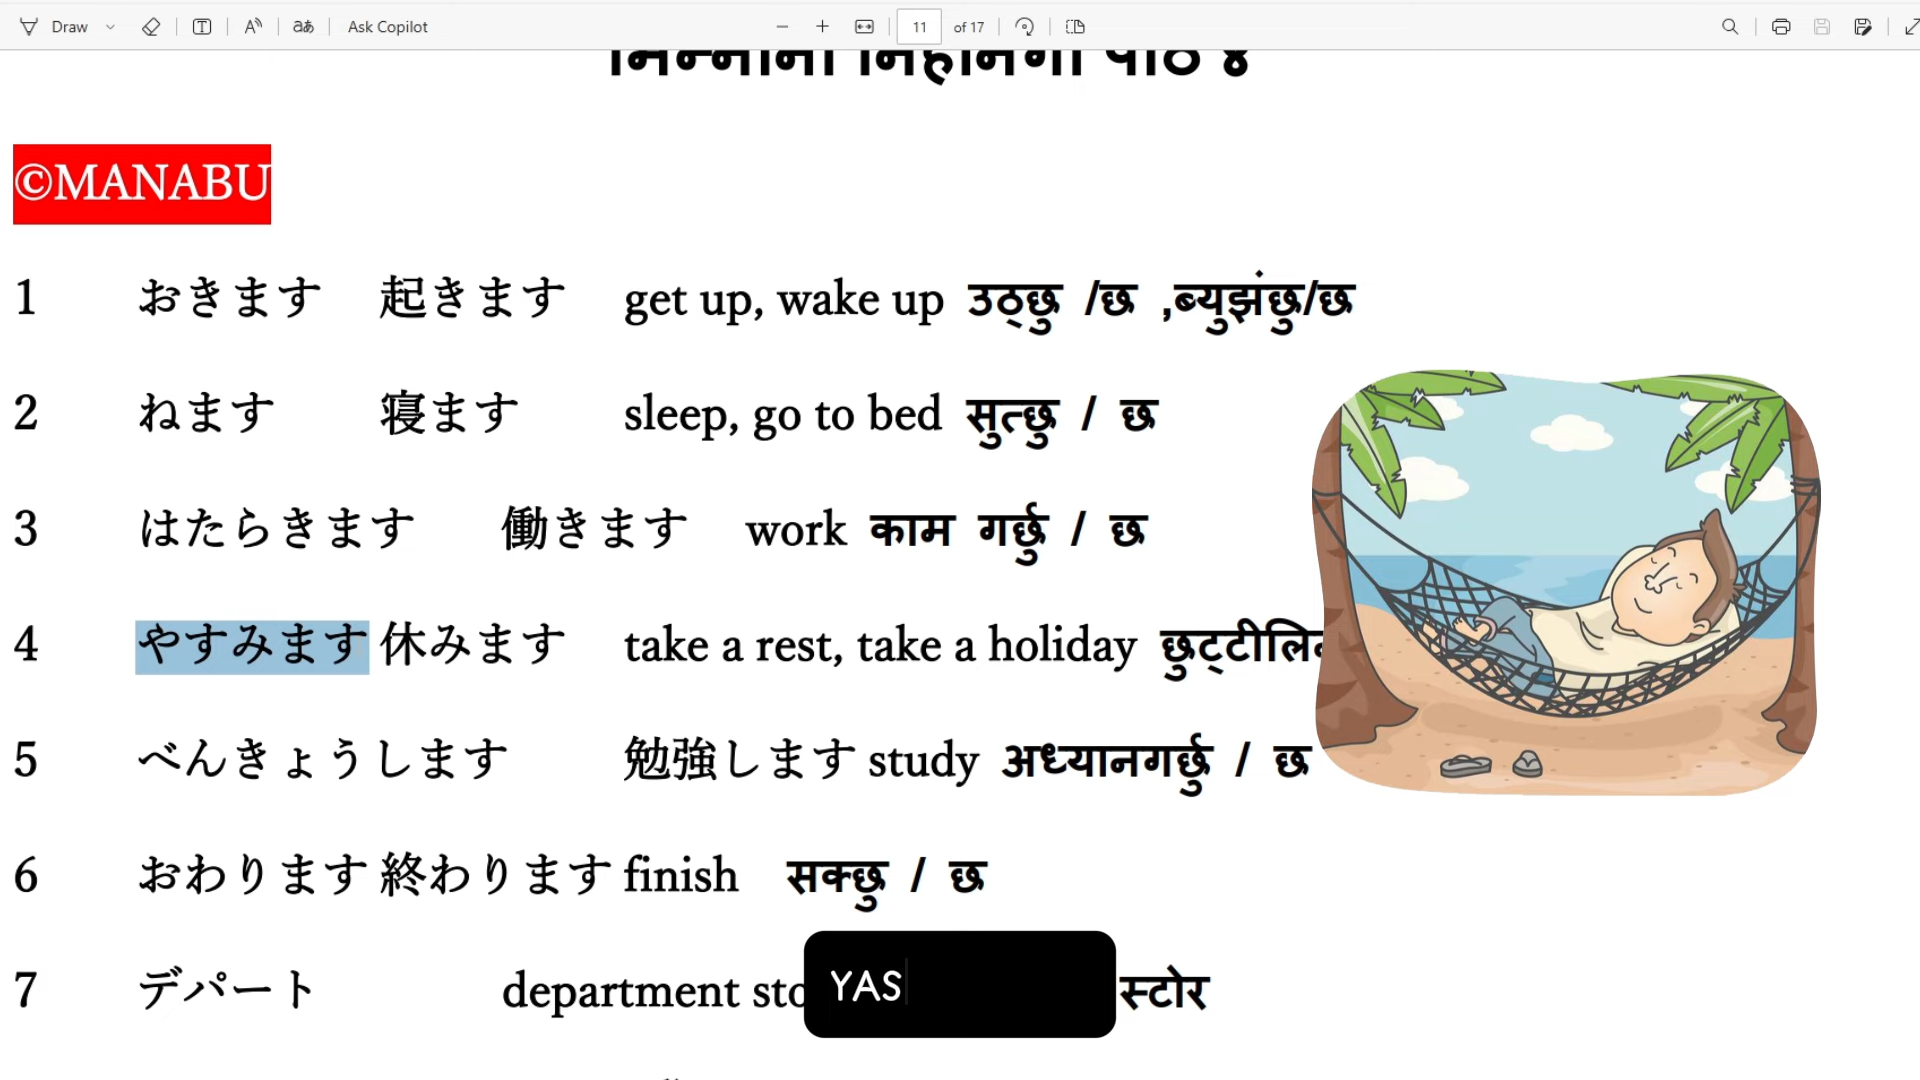 Draw Ask Copilot 11 of 17
मिन्नानो निहोनगो पाठ ४
©MANABU
1 おきます 起きます get up, wake up उठ्छु /छ ,ब्युझंछु/छ
2 ねます 寝ます sleep, go to bed सुत्छु / छ
3 はたらきます 働きます work काम गर्छु / छ
4 やすみます 休みます take a rest, take a holiday
5 べんきょうします 勉強します study अध्यानगर्छु / छ
6 おわります 終わります finish सक्छु / छ
7 デパート department स्टोर
YAS